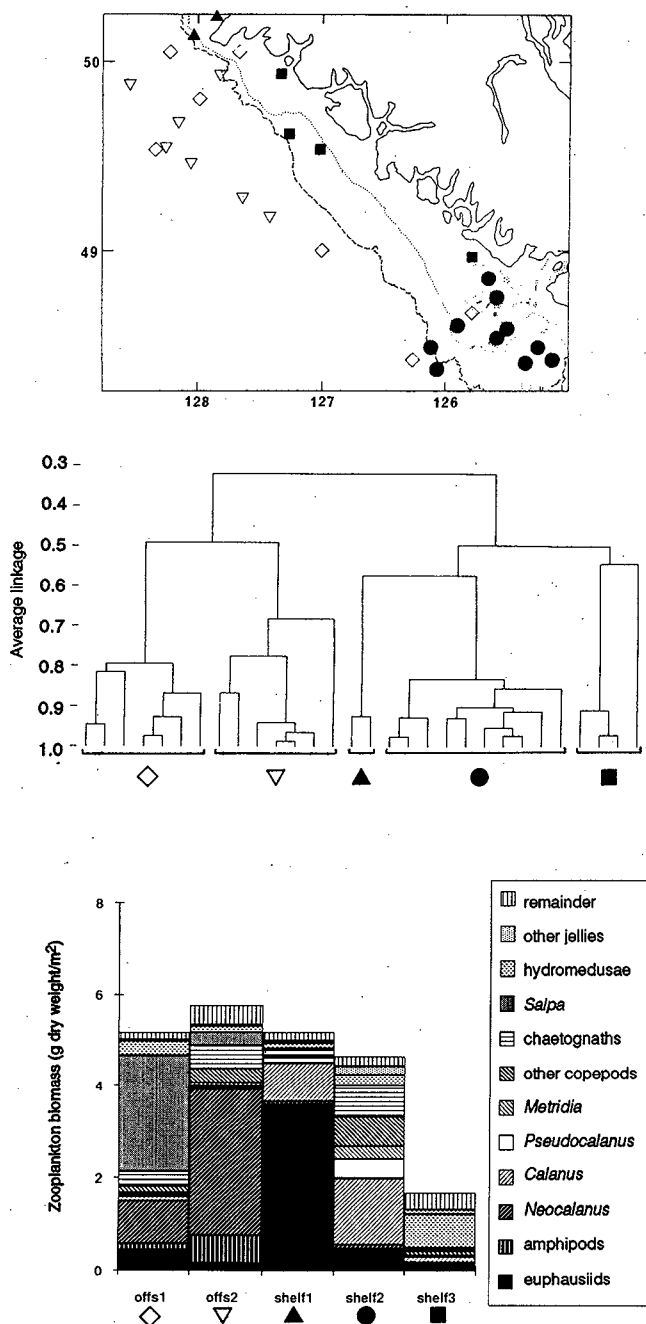 50
49
128
127
126
Average linkage
0.3
0.4
0.5
0.6
0.7
0.8
0.9
1.0
Zooplankton biomass (g dry weight/m²)
8
6
4
2
0
offs1
offs2
shelf1
shelf2
shelf3
remainder
other jellies
hydromedusae
Salpa
chaetognaths
other copepods
Metridia
Pseudocalanus
Calanus
Neocalanus
amphipods
euphausiids